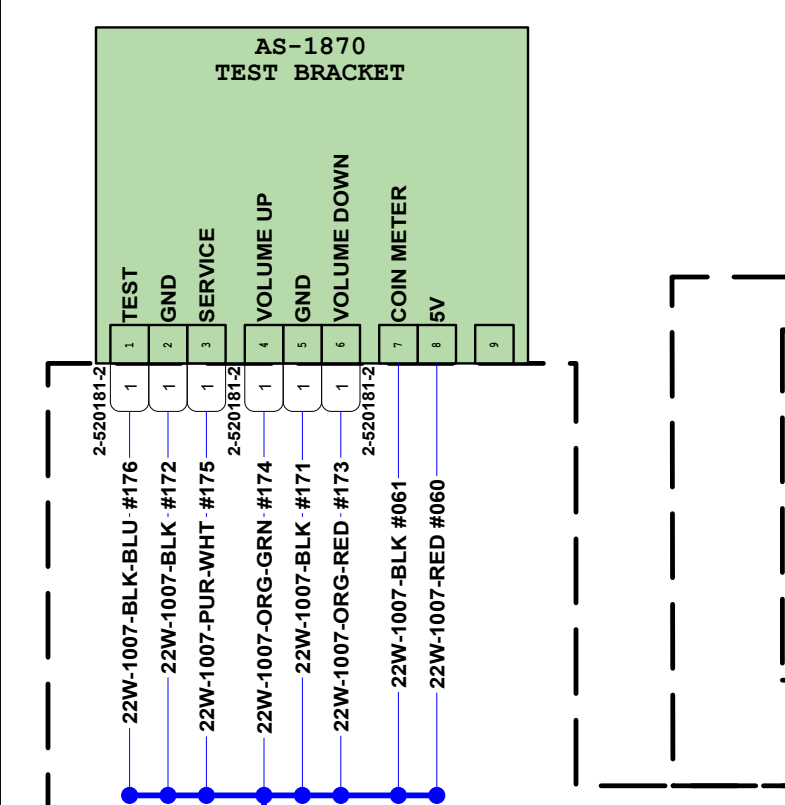 AS-1870
TEST BRACKET
TEST
GND
SERVICE
VOLUME UP
GND
VOLUME DOWN
COIN METER
5V
1
2
3
4
5
6
7
8
9
2-520181-2
1
1
1
2-520181-2
1
1
1
2-520181-2
22W-1007-BLK-BLU #176
22W-1007-BLK #172
22W-1007-PUR-WHT #175
22W-1007-ORG-GRN #174
22W-1007-BLK #171
22W-1007-ORG-RED #173
22W-1007-BLK #061
22W-1007-RED #060